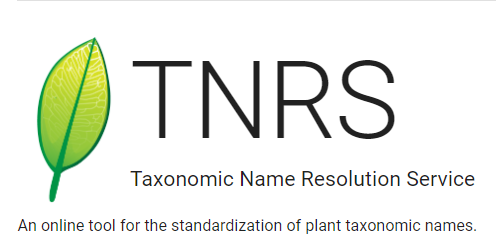 TNRS
Taxonomic Name Resolution Service
An online tool for the standardization of plant taxonomic names.